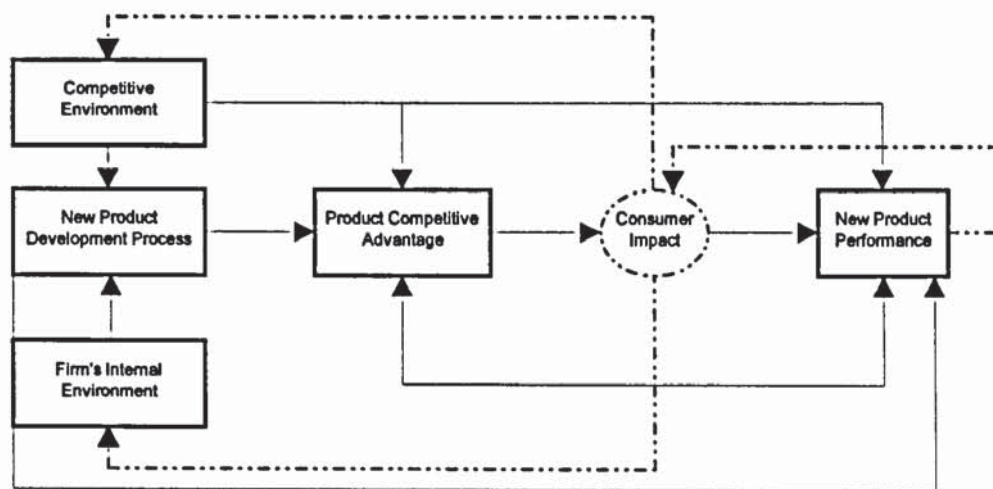 Competitive
Environment
New Product
Development Process
Product Competitive
Advantage
Consumer
Impact
New Product
Performance
Firm's Internal
Environment